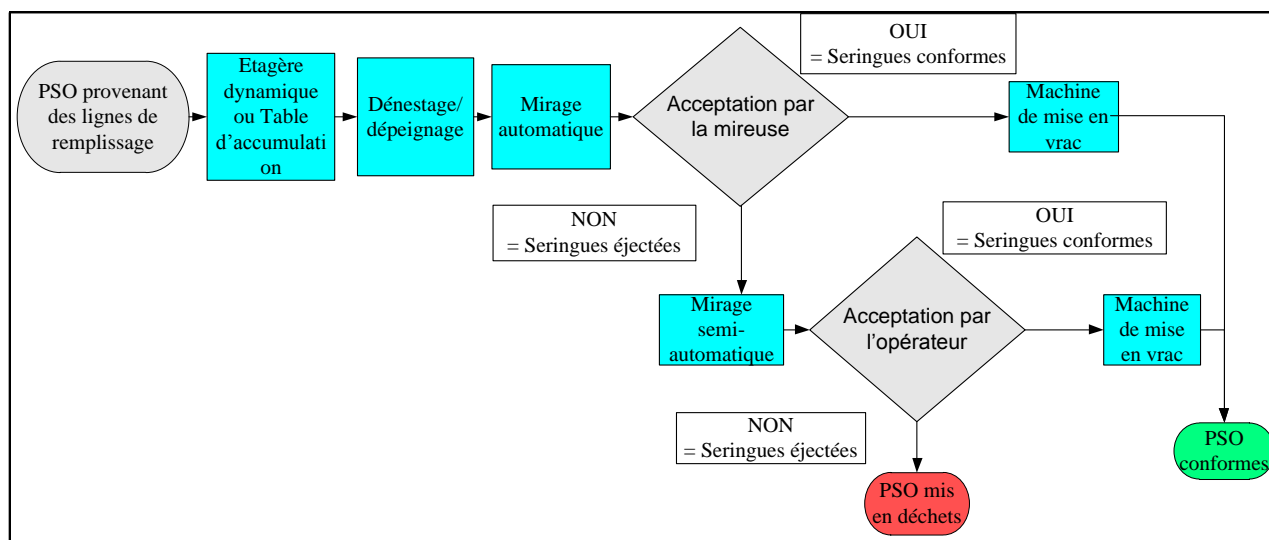 PSO provenant
des lignes de
remplissage
Etagère
dynamique
ou Table
d'accumulati
on
Dénestage/
dépeignage
Mirage
automatique
Acceptation par
la mireuse
OUI
= Seringues conformes
Machine
de mise en
vrac
NON
= Seringues éjectées
Mirage
semi-
automatique
Acceptation par
l'opérateur
OUI
= Seringues conformes
Machine
de mise
en vrac
NON
= Seringues éjectées
PSO mis
en déchets
PSO
conformes